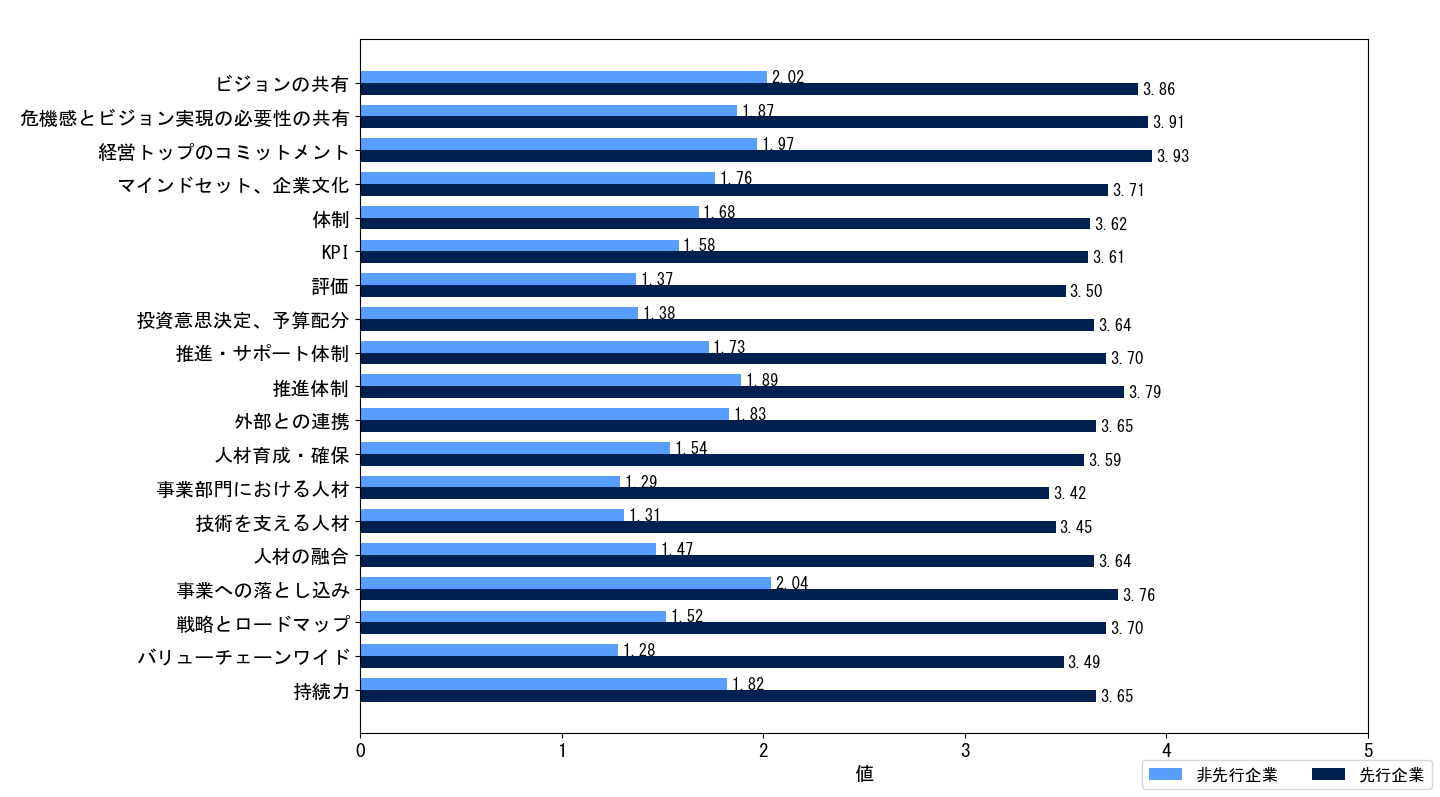 ビジョンの共有 2.02 3.86
危機感とビジョン実現の必要性の共有 1.87 3.91
経営トップのコミットメント 1.97 3.93
マインドセット、企業文化 1.76 3.71
体制 1.68 3.62
KPI 1.58 3.61
評価 1.37 3.50
投資意思決定、予算配分 1.38 3.64
推進・サポート体制 1.73 3.70
推進体制 1.89 3.79
外部との連携 1.83 3.65
人材育成・確保 1.54 3.59
事業部門における人材 1.29 3.42
技術を支える人材 1.31 3.45
人材の融合 1.47 3.64
事業への落とし込み 2.04 3.76
戦略とロードマップ 1.52 3.70
バリューチェーンワイド 1.28 3.49
持続力 1.82 3.65
0 1 2 3 4 5
値
非先行企業 先行企業